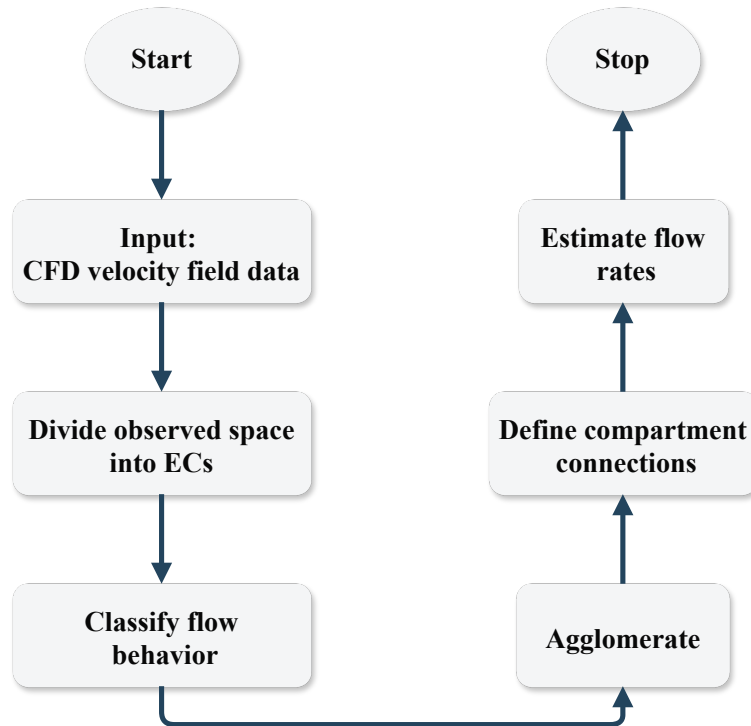 Start
Input:
CFD velocity field data
Divide observed space
into ECs
Classify flow
behavior
Agglomerate
Define compartment
connections
Estimate flow
rates
Stop